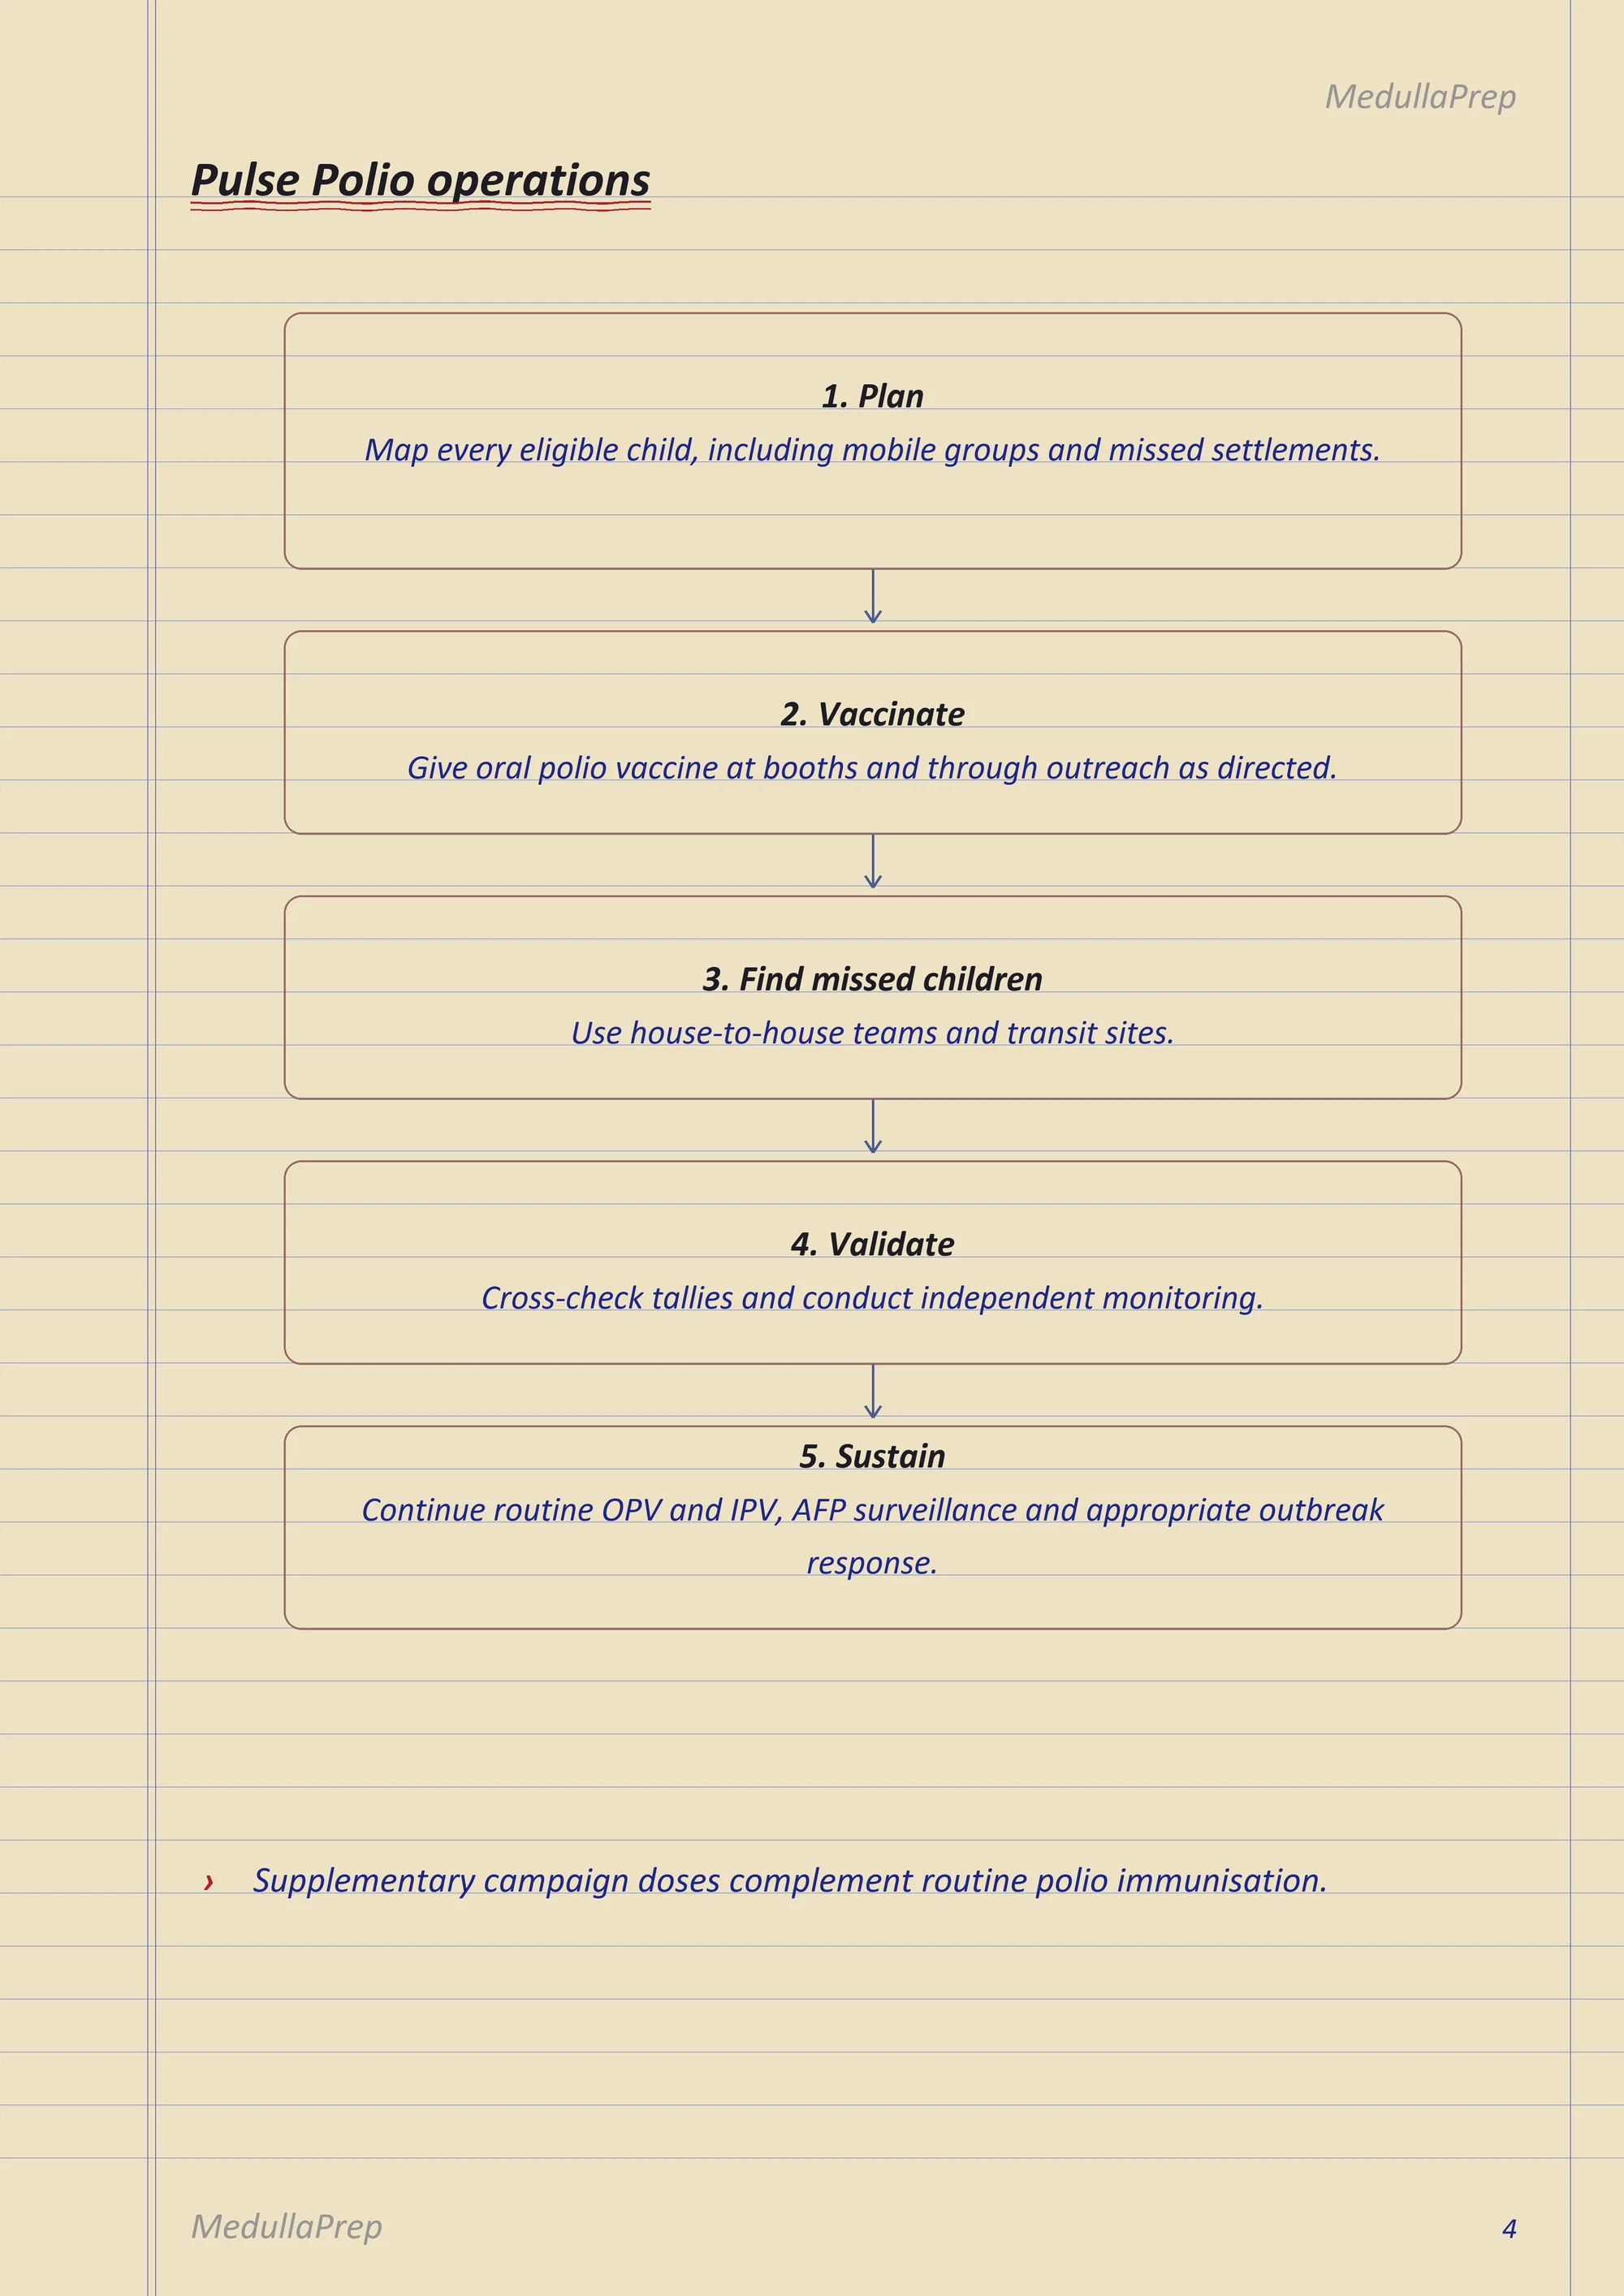 MedullaPrep
Pulse Polio operations
1. Plan
Map every eligible child, including mobile groups and missed settlements.
2. Vaccinate
Give oral polio vaccine at booths and through outreach as directed.
3. Find missed children
Use house-to-house teams and transit sites.
4. Validate
Cross-check tallies and conduct independent monitoring.
5. Sustain
Continue routine OPV and IPV, AFP surveillance and appropriate outbreak
response.
› Supplementary campaign doses complement routine polio immunisation.
MedullaPrep
4